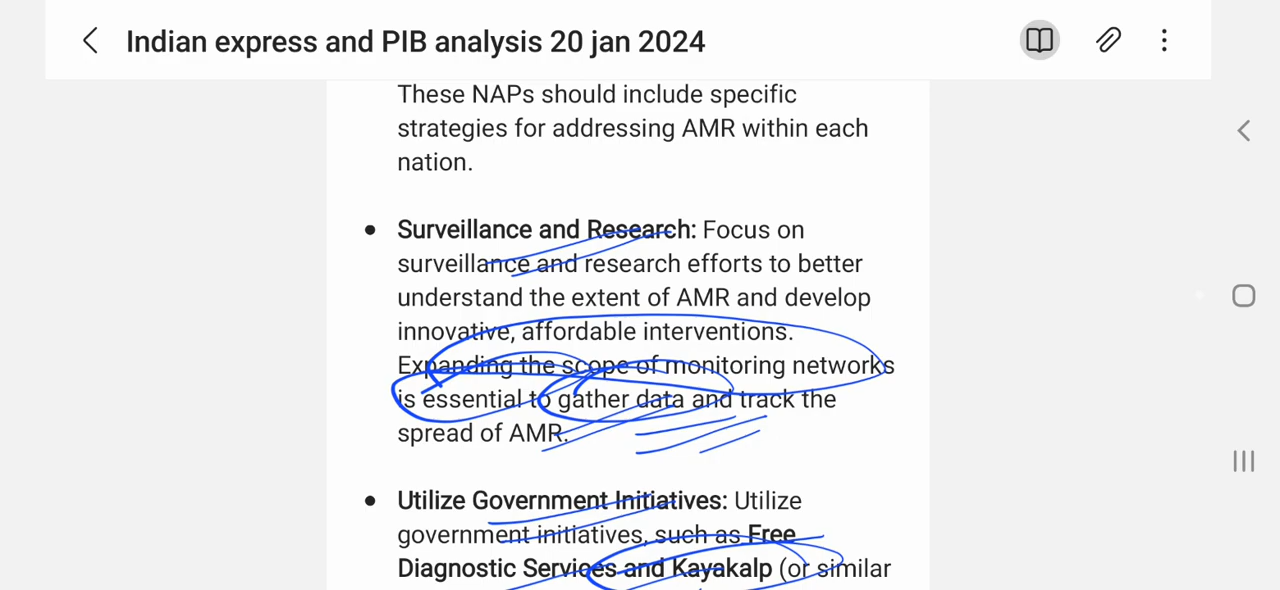 Indian express and PIB analysis 20 jan 2024
These NAPs should include specific
strategies for addressing AMR within each
nation.
• Surveillance and Research: Focus on
surveillance and research efforts to better
understand the extent of AMR and develop
innovative, affordable interventions.
Expanding the scope of monitoring networks
is essential to gather data and track the
spread of AMR.
• Utilize Government Initiatives: Utilize
government initiatives, such as Free
Diagnostic Services and Kayakalp (or similar